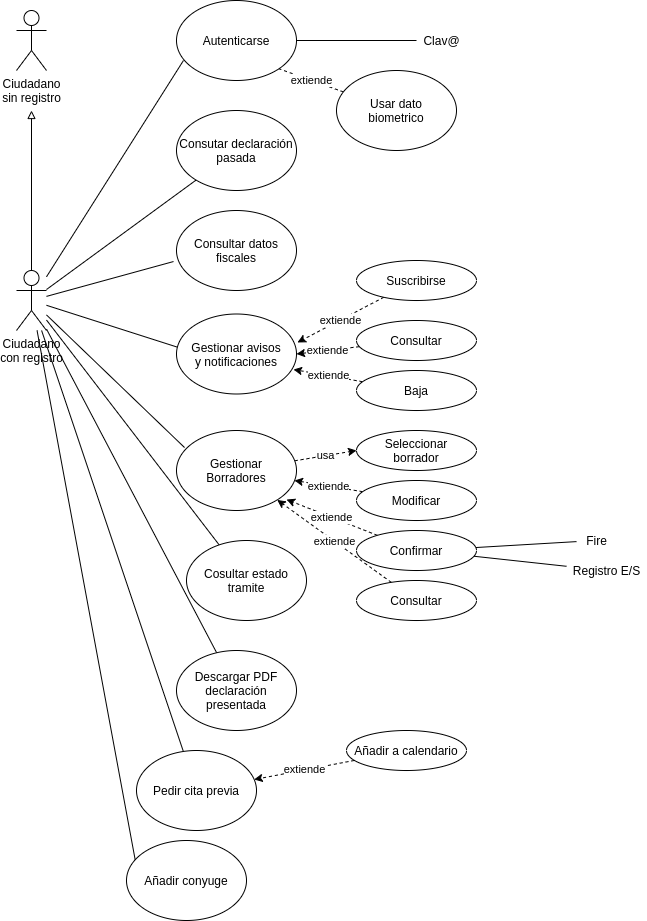 Autenticarse
Clav@
Ciudadano
sin registro
extiende
Usar dato
biometrico
Consutar declaración
pasada
Consultar datos
fiscales
Suscribirse
extiende
Ciudadano
con registro
Gestionar avisos
y notificaciones
extiende
Consultar
extiende
Baja
Gestionar
Borradores
usa
Seleccionar
borrador
extiende
Modificar
extiende
extiende
Confirmar
Fire
Registro E/S
Cosultar estado
tramite
Consultar
Descargar PDF
declaración
presentada
Añadir a calendario
extiende
Pedir cita previa
Añadir conyuge